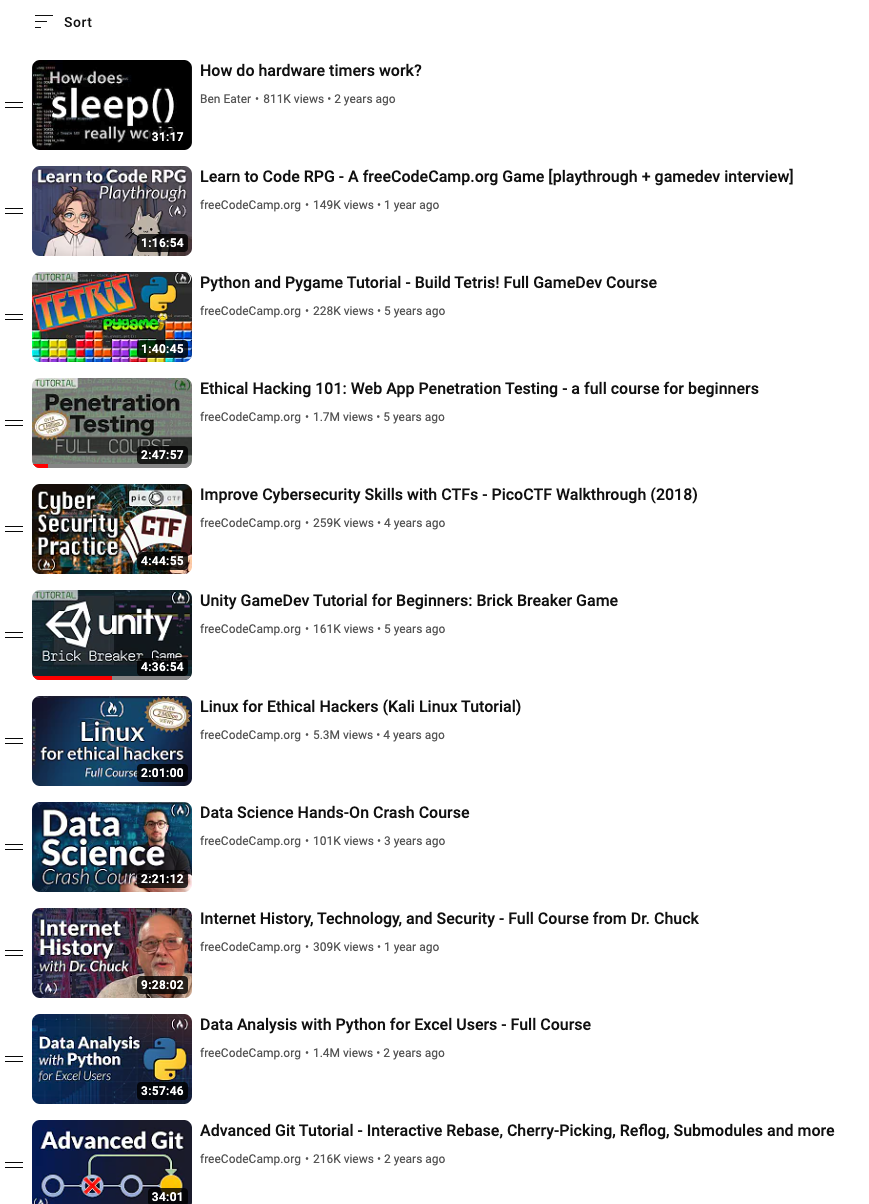 Sort
How does
sleep()
really wo
31:17
How do hardware timers work?
Ben Eater • 811K views • 2 years ago
Learn to Code RPG
Playthrough
1:16:54
Learn to Code RPG - A freeCodeCamp.org Game [playthrough + gamedev interview]
freeCodeCamp.org • 149K views • 1 year ago
TUTORIAL
TETRIS
PYGAME
1:40:45
Python and Pygame Tutorial - Build Tetris! Full GameDev Course
freeCodeCamp.org • 228K views • 5 years ago
TUTORIAL
Penetration
Testing
FULL COURSE
2:47:57
Ethical Hacking 101: Web App Penetration Testing - a full course for beginners
freeCodeCamp.org • 1.7M views • 5 years ago
Cyber
Security
Practice
CTF
4:44:55
Improve Cybersecurity Skills with CTFs - PicoCTF Walkthrough (2018)
freeCodeCamp.org • 259K views • 4 years ago
TUTORIAL
unity
Brick Breaker Game
4:36:54
Unity GameDev Tutorial for Beginners: Brick Breaker Game
freeCodeCamp.org • 161K views • 5 years ago
Linux
for ethical hackers
Full Course
2:01:00
Linux for Ethical Hackers (Kali Linux Tutorial)
freeCodeCamp.org • 5.3M views • 4 years ago
Data
Science
Crash Cour
2:21:12
Data Science Hands-On Crash Course
freeCodeCamp.org • 101K views • 3 years ago
Internet
History
with Dr. Chuck
9:28:02
Internet History, Technology, and Security - Full Course from Dr. Chuck
freeCodeCamp.org • 309K views • 1 year ago
Data Analysis
with Python
for Excel Users
3:57:46
Data Analysis with Python for Excel Users - Full Course
freeCodeCamp.org • 1.4M views • 2 years ago
Advanced Git
34:01
Advanced Git Tutorial - Interactive Rebase, Cherry-Picking, Reflog, Submodules and more
freeCodeCamp.org • 216K views • 2 years ago